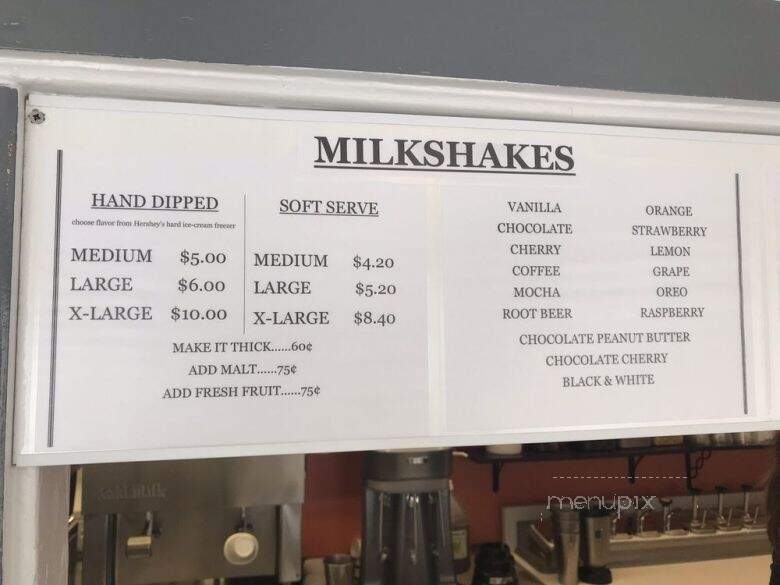 MILKSHAKES
HAND DIPPED
choose flavor from Hershey's hard ice-cream freezer
MEDIUM $5.00
LARGE $6.00
X-LARGE $10.00
SOFT SERVE
MEDIUM $4.20
LARGE $5.20
X-LARGE $8.40
MAKE IT THICK......60¢
ADD MALT......75¢
ADD FRESH FRUIT......75¢
VANILLA
CHOCOLATE
CHERRY
COFFEE
MOCHA
ROOT BEER
ORANGE
STRAWBERRY
LEMON
GRAPE
OREO
RASPBERRY
CHOCOLATE PEANUT BUTTER
CHOCOLATE CHERRY
BLACK & WHITE
menupix